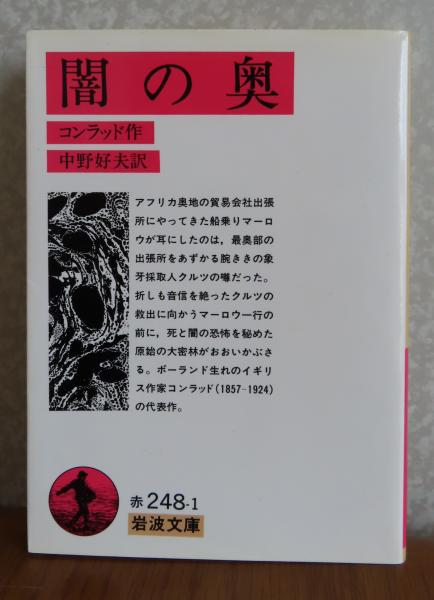 闇の奥
コンラッド作
中野好夫訳
アフリカ奥地の貿易会社出張
所にやってきた船乗りマーロ
ウが耳にしたのは，最奥部の
出張所をあずかる腕ききの象
牙採取人クルツの噂だった。
折しも音信を絶ったクルツの
救出に向かうマーロウ一行の
前に，死と闇の恐怖を秘めた
原始の大密林がおおいかぶさ
る。ポーランド生れのイギリ
ス作家コンラッド(1857-1924)
の代表作。
赤248-1
岩波文庫